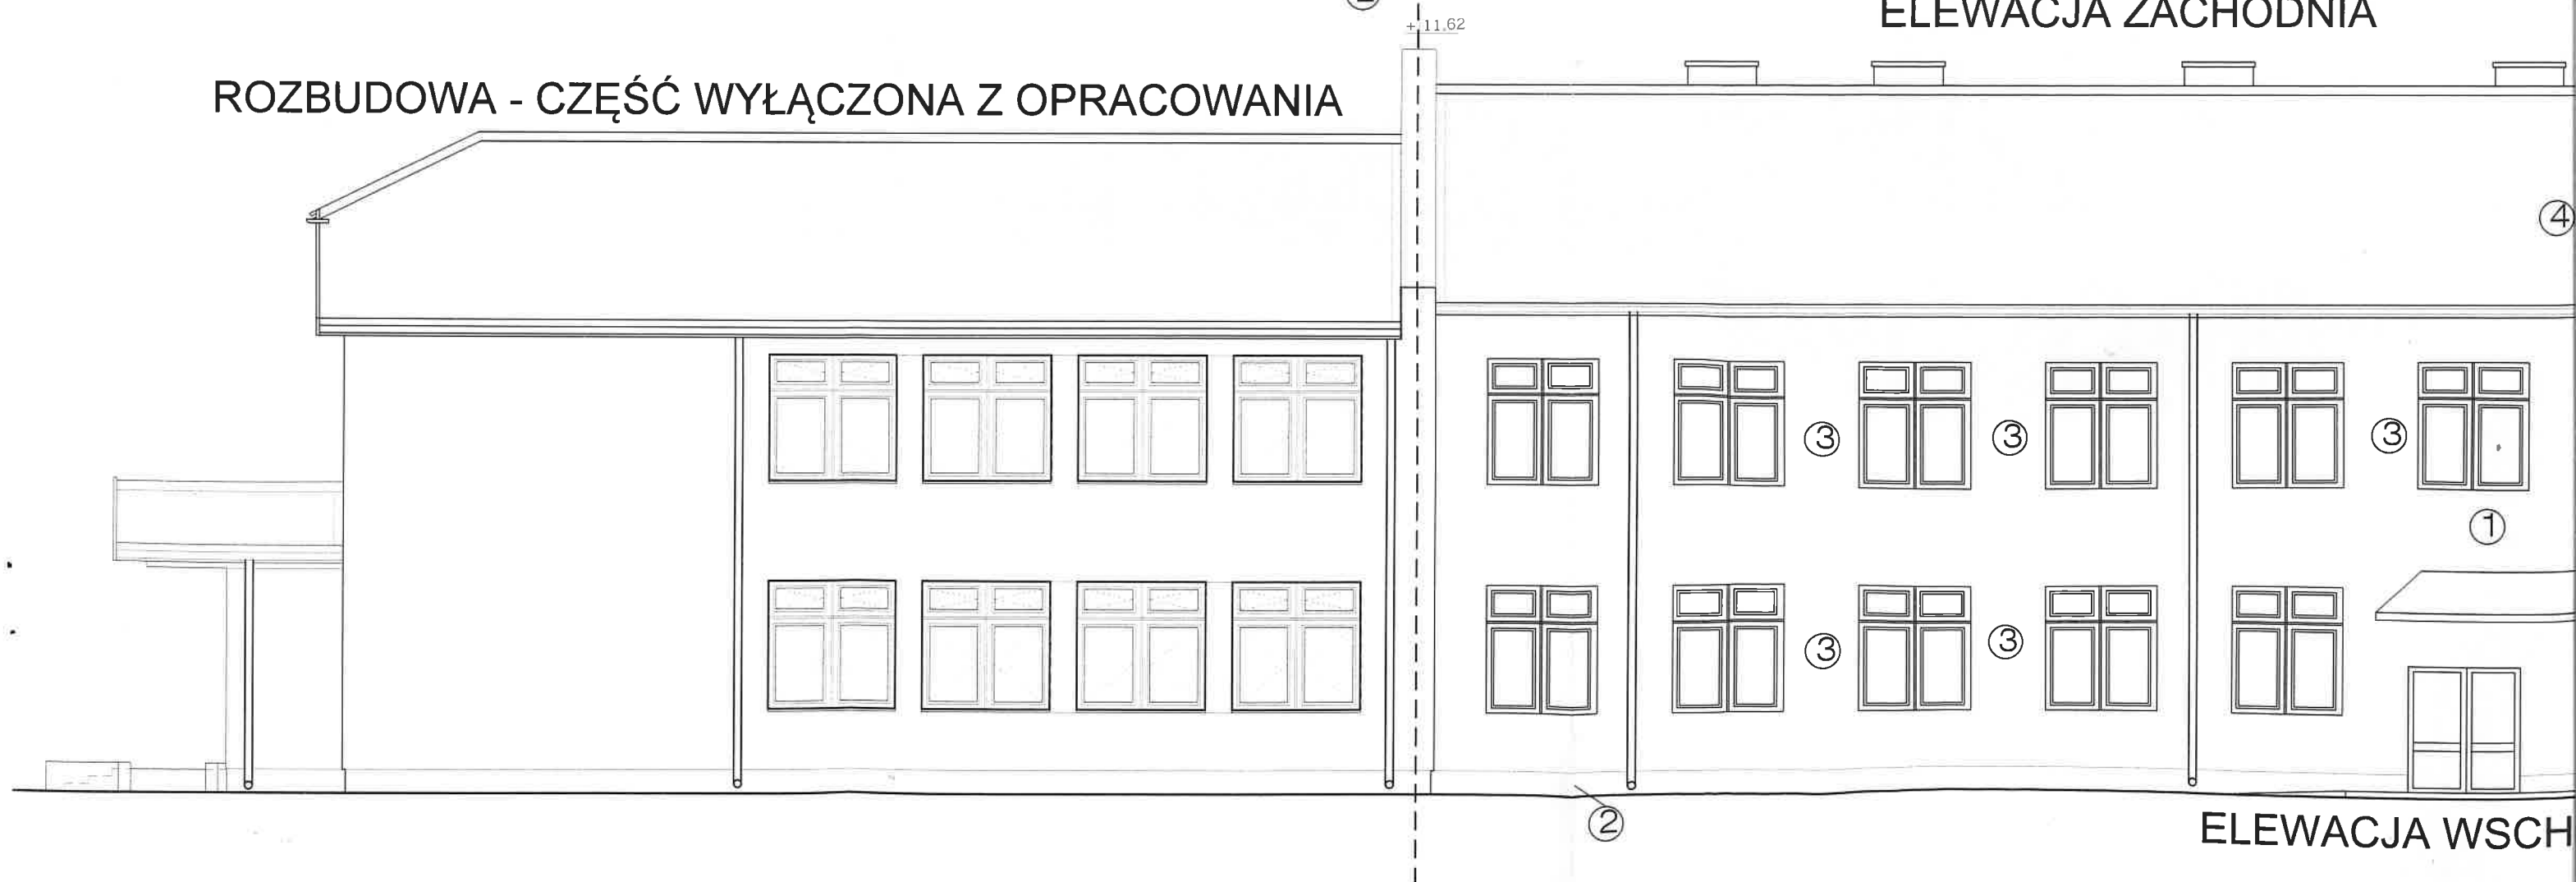 ELEWACJA ZACHODNIA
+11,62
ROZBUDOWA - CZĘŚĆ WYŁĄCZONA Z OPRACOWANIA
4
3 3 3
1
3 3
2
ELEWACJA WSCH